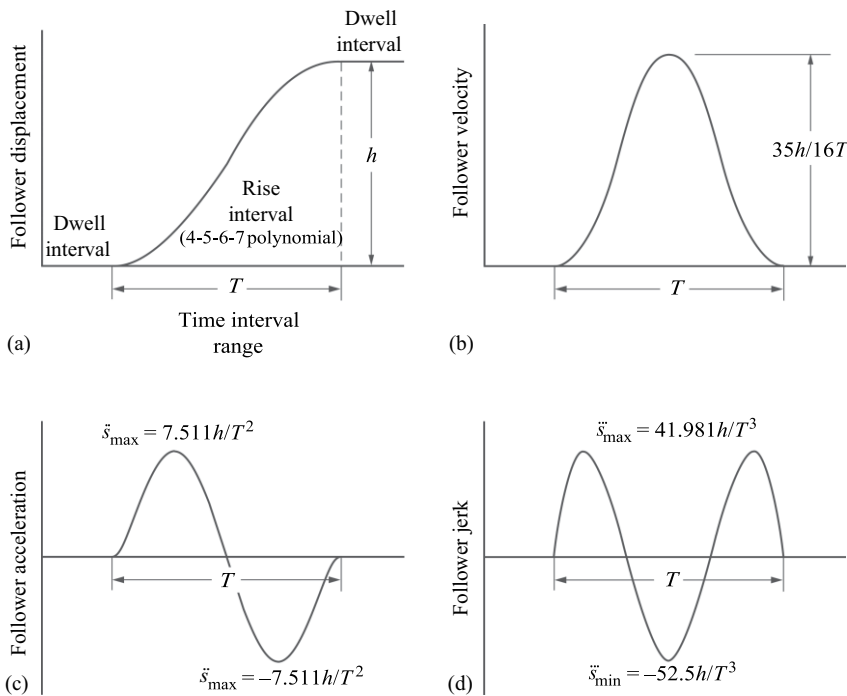 Dwell
interval
Follower displacement
h
Rise
interval
(4-5-6-7 polynomial)
Dwell
interval
T
Time interval
range
(a)
Follower velocity
35h/16T
T
(b)
Follower acceleration
s̈max = 7.511h/T²
T
s̈max = –7.511h/T²
(c)
Follower jerk
s⃛max = 41.981h/T³
T
s⃛min = –52.5h/T³
(d)